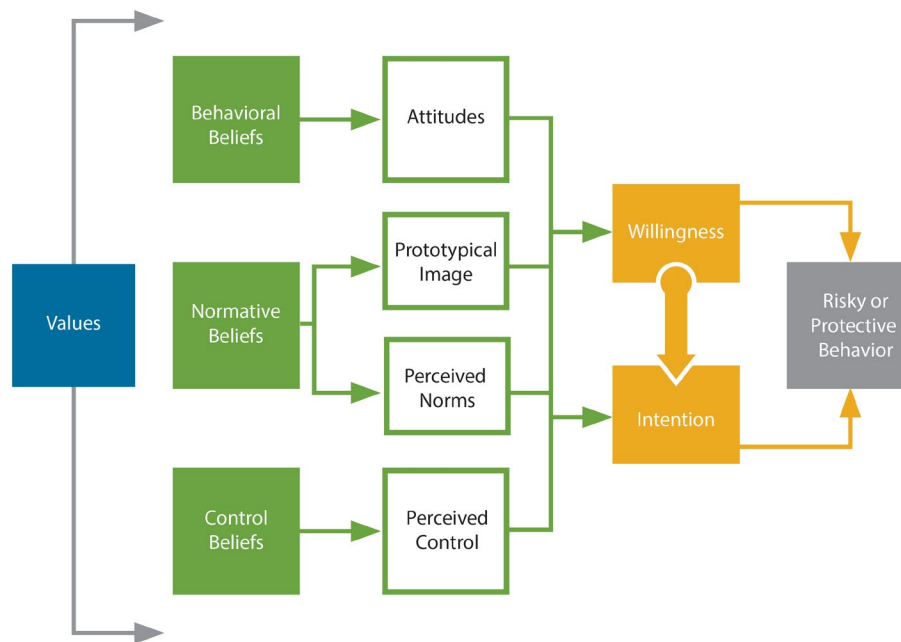 Values
Behavioral
Beliefs
Attitudes
Normative
Beliefs
Prototypical
Image
Perceived
Norms
Control
Beliefs
Perceived
Control
Willingness
Intention
Risky or
Protective
Behavior